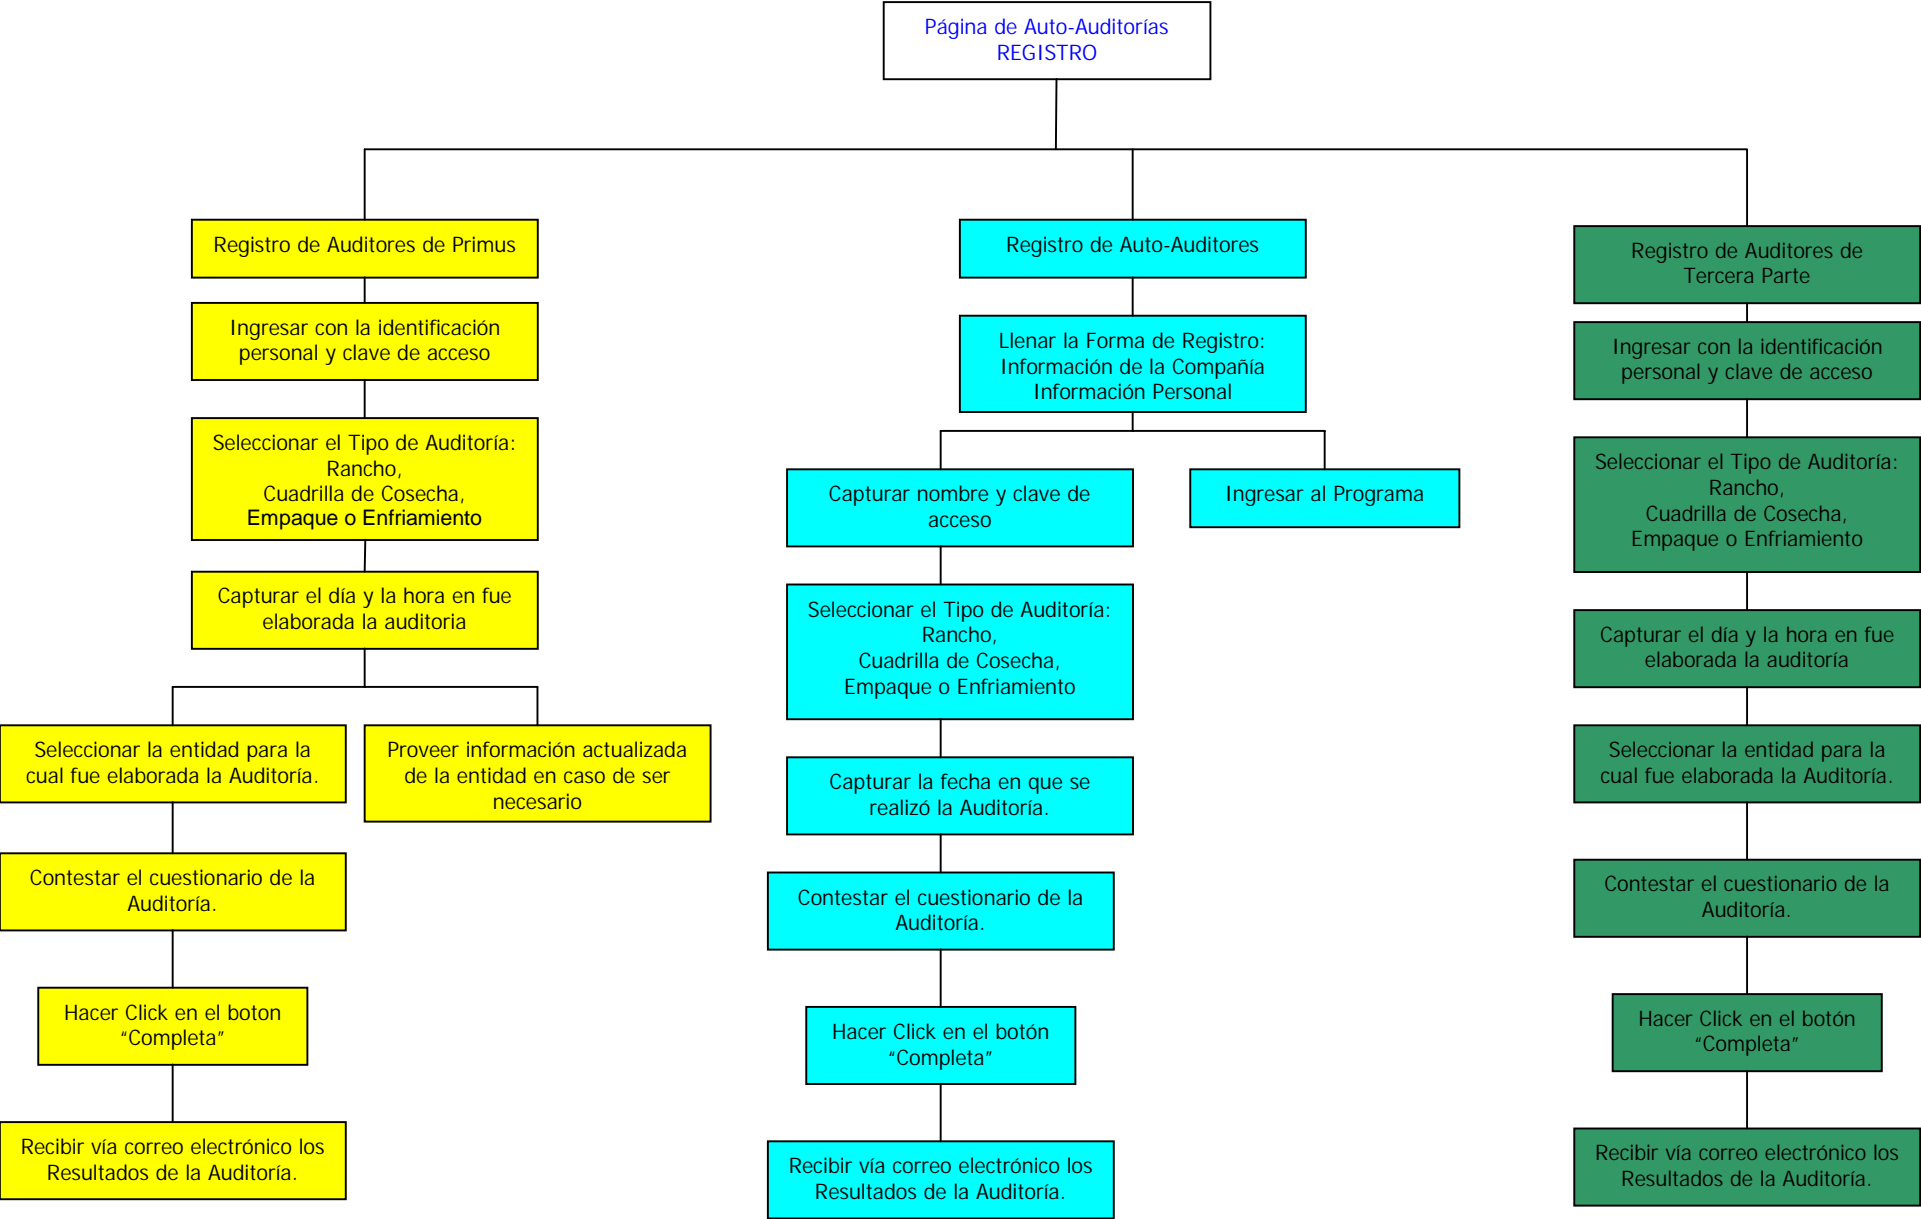 Página de Auto-Auditorías
REGISTRO
Registro de Auditores de Primus
Ingresar con la identificación
personal y clave de acceso
Seleccionar el Tipo de Auditoría:
Rancho,
Cuadrilla de Cosecha,
Empaque o Enfriamiento
Capturar el día y la hora en fue
elaborada la auditoria
Seleccionar la entidad para la
cual fue elaborada la Auditoría.
Proveer información actualizada
de la entidad en caso de ser
necesario
Contestar el cuestionario de la
Auditoría.
Hacer Click en el boton
“Completa”
Recibir vía correo electrónico los
Resultados de la Auditoría.
Registro de Auto-Auditores
Llenar la Forma de Registro:
Información de la Compañía
Información Personal
Capturar nombre y clave de
acceso
Ingresar al Programa
Seleccionar el Tipo de Auditoría:
Rancho,
Cuadrilla de Cosecha,
Empaque o Enfriamiento
Capturar la fecha en que se
realizó la Auditoría.
Contestar el cuestionario de la
Auditoría.
Hacer Click en el botón
“Completa”
Recibir vía correo electrónico los
Resultados de la Auditoría.
Registro de Auditores de
Tercera Parte
Ingresar con la identificación
personal y clave de acceso
Seleccionar el Tipo de Auditoría:
Rancho,
Cuadrilla de Cosecha,
Empaque o Enfriamiento
Capturar el día y la hora en fue
elaborada la auditoría
Seleccionar la entidad para la
cual fue elaborada la Auditoría.
Contestar el cuestionario de la
Auditoría.
Hacer Click en el botón
“Completa”
Recibir vía correo electrónico los
Resultados de la Auditoría.